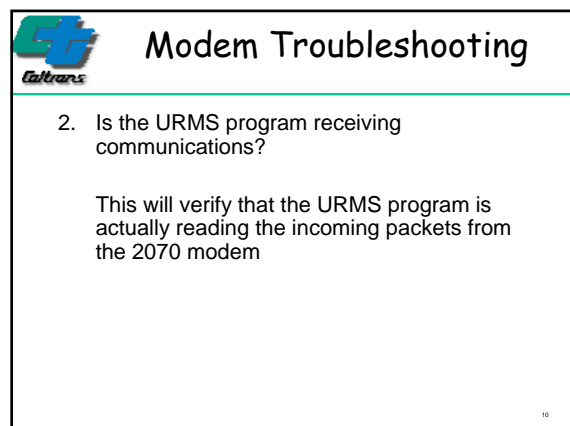 Modem Troubleshooting
Caltrans
2. Is the URMS program receiving
communications?
This will verify that the URMS program is
actually reading the incoming packets from
the 2070 modem
10